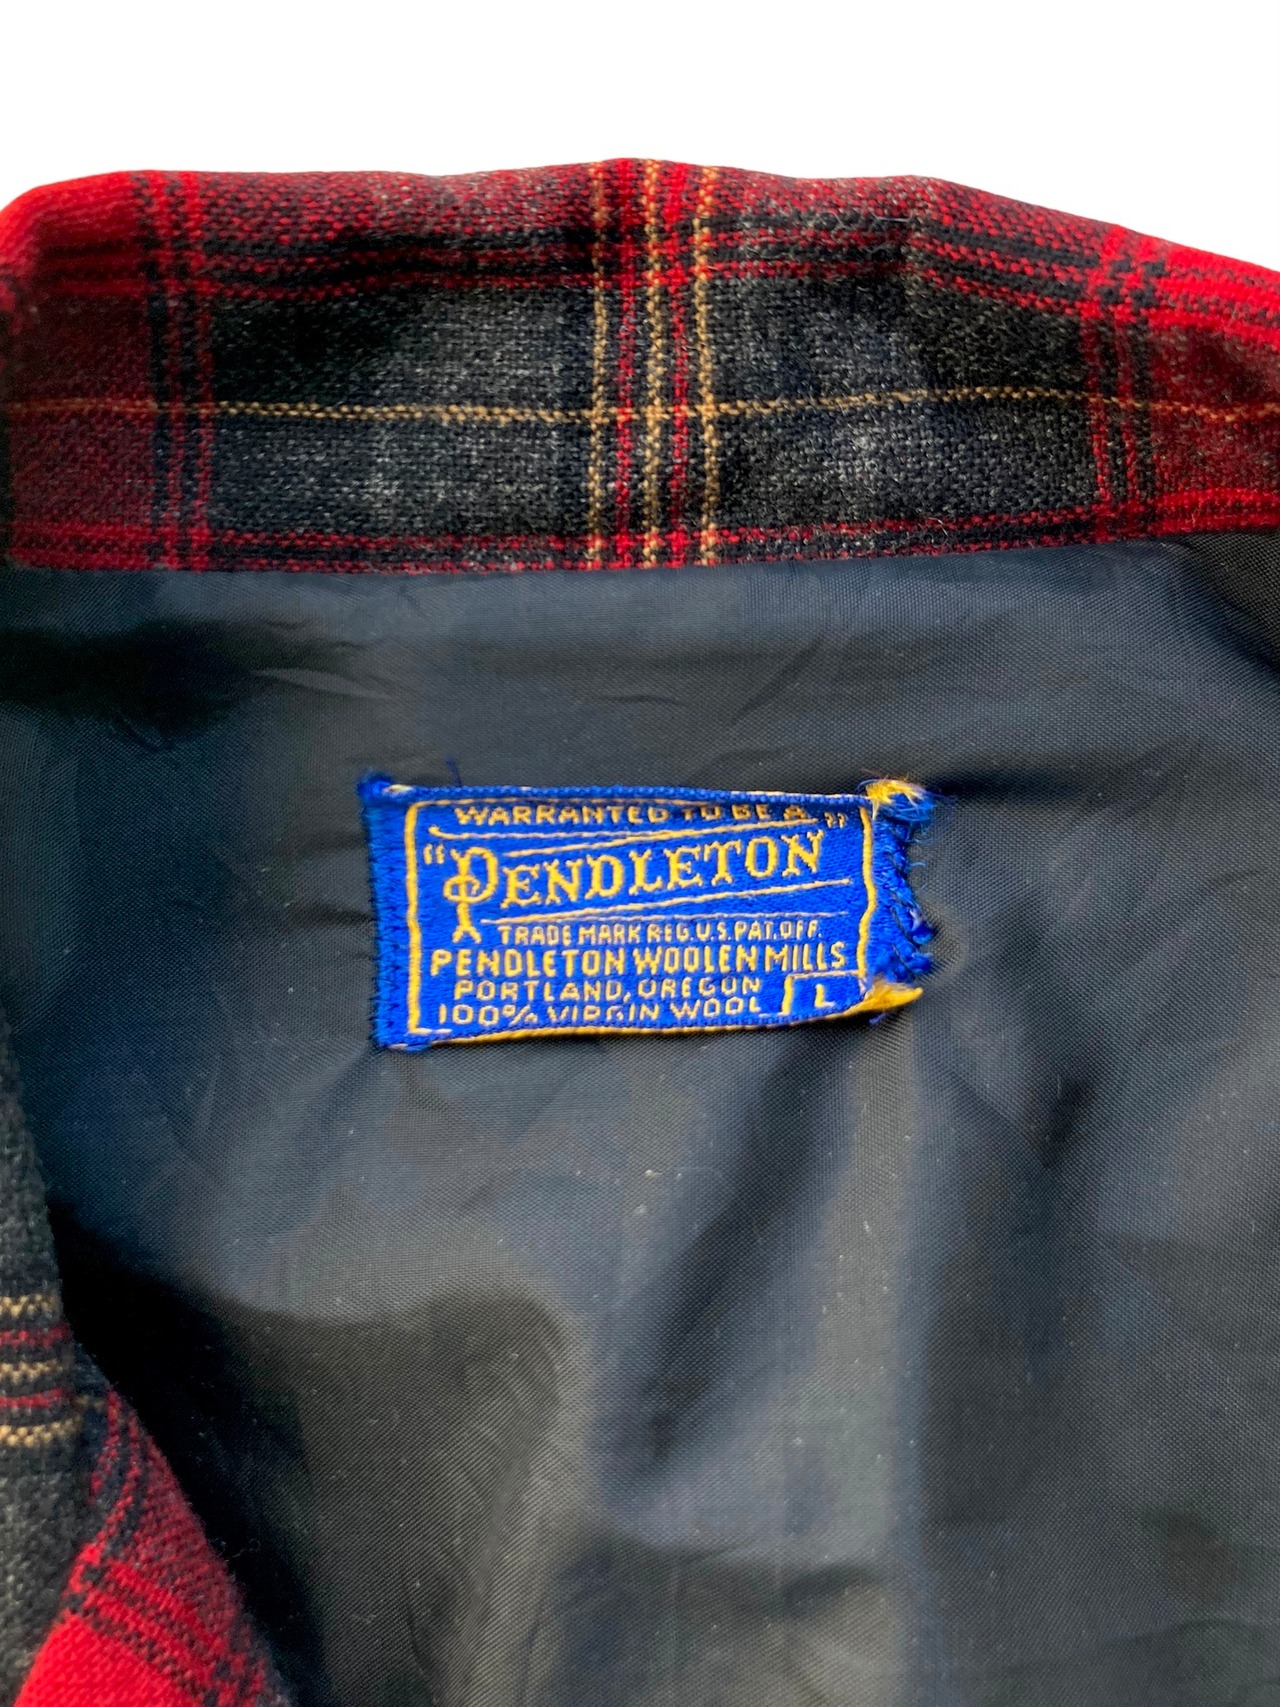 WARRANTED TO BE A
"PENDLETON"
TRADE MARK REG. U.S. PAT. OFF.
PENDLETON WOOLEN MILLS
PORTLAND, OREGON
100% VIRGIN WOOL
L